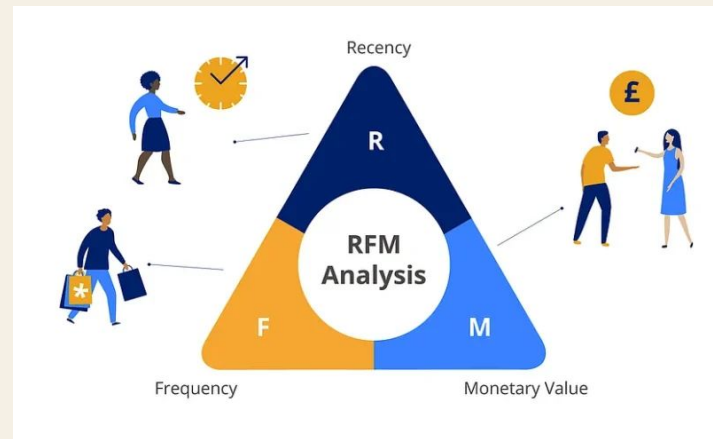 Recency
£
R
RFM
Analysis
*
F
M
Frequency
Monetary Value